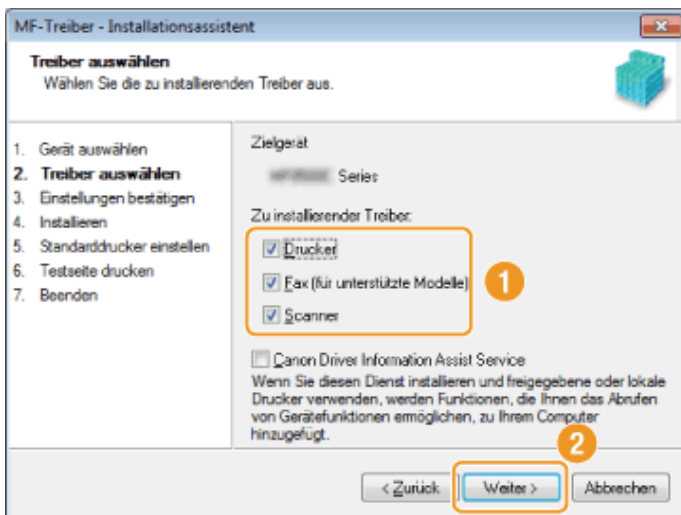 MF-Treiber - Installationsassistent
Treiber auswählen
Wählen Sie die zu installierenden Treiber aus.
1. Gerät auswählen
2. Treiber auswählen
3. Einstellungen bestätigen
4. Installieren
5. Standarddrucker einstellen
6. Testseite drucken
7. Beenden
Zielgerät
Series
Zu installierender Treiber:
Drucker
Fax (für unterstützte Modelle)
Scanner
1
Canon Driver Information Assist Service
Wenn Sie diesen Dienst installieren und freigegebene oder lokale
Drucker verwenden, werden Funktionen, die Ihnen das Abrufen
von Gerätefunktionen ermöglichen, zu Ihrem Computer
hinzugefügt.
2
< Zurück
Weiter >
Abbrechen